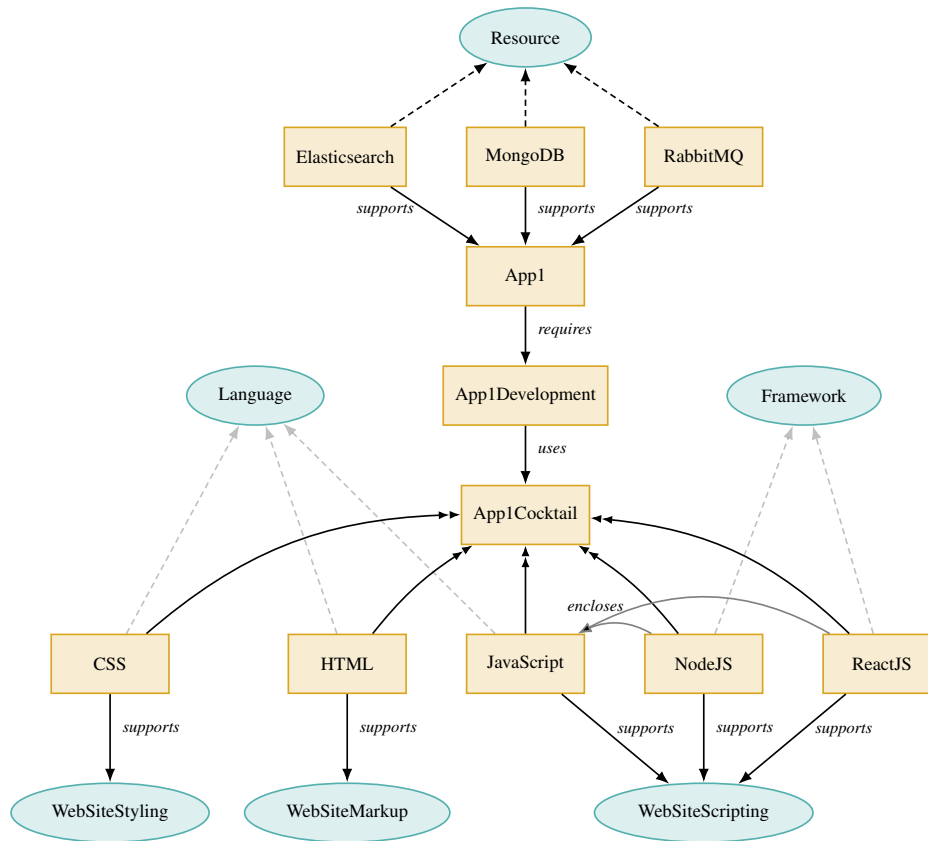 Resource
Elasticsearch
MongoDB
RabbitMQ
supports
supports
supports
App1
requires
Language
App1Development
Framework
uses
App1Cocktail
encloses
CSS
HTML
JavaScript
NodeJS
ReactJS
supports
supports
supports
supports
supports
WebSiteStyling
WebSiteMarkup
WebSiteScripting